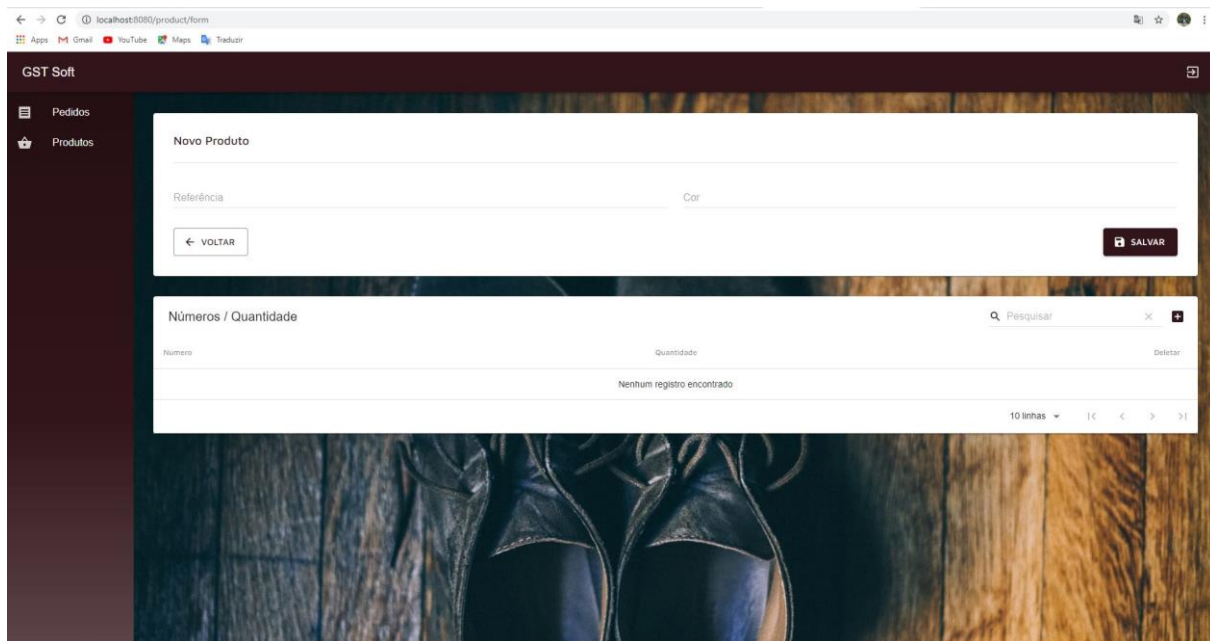 localhost:8080/product/form
Apps Gmail YouTube Maps Traduzir
GST Soft
Pedidos
Produtos
Novo Produto
Referência Cor
VOLTAR SALVAR
Números / Quantidade Pesquisar
Número Quantidade Deletar
Nenhum registro encontrado
10 linhas